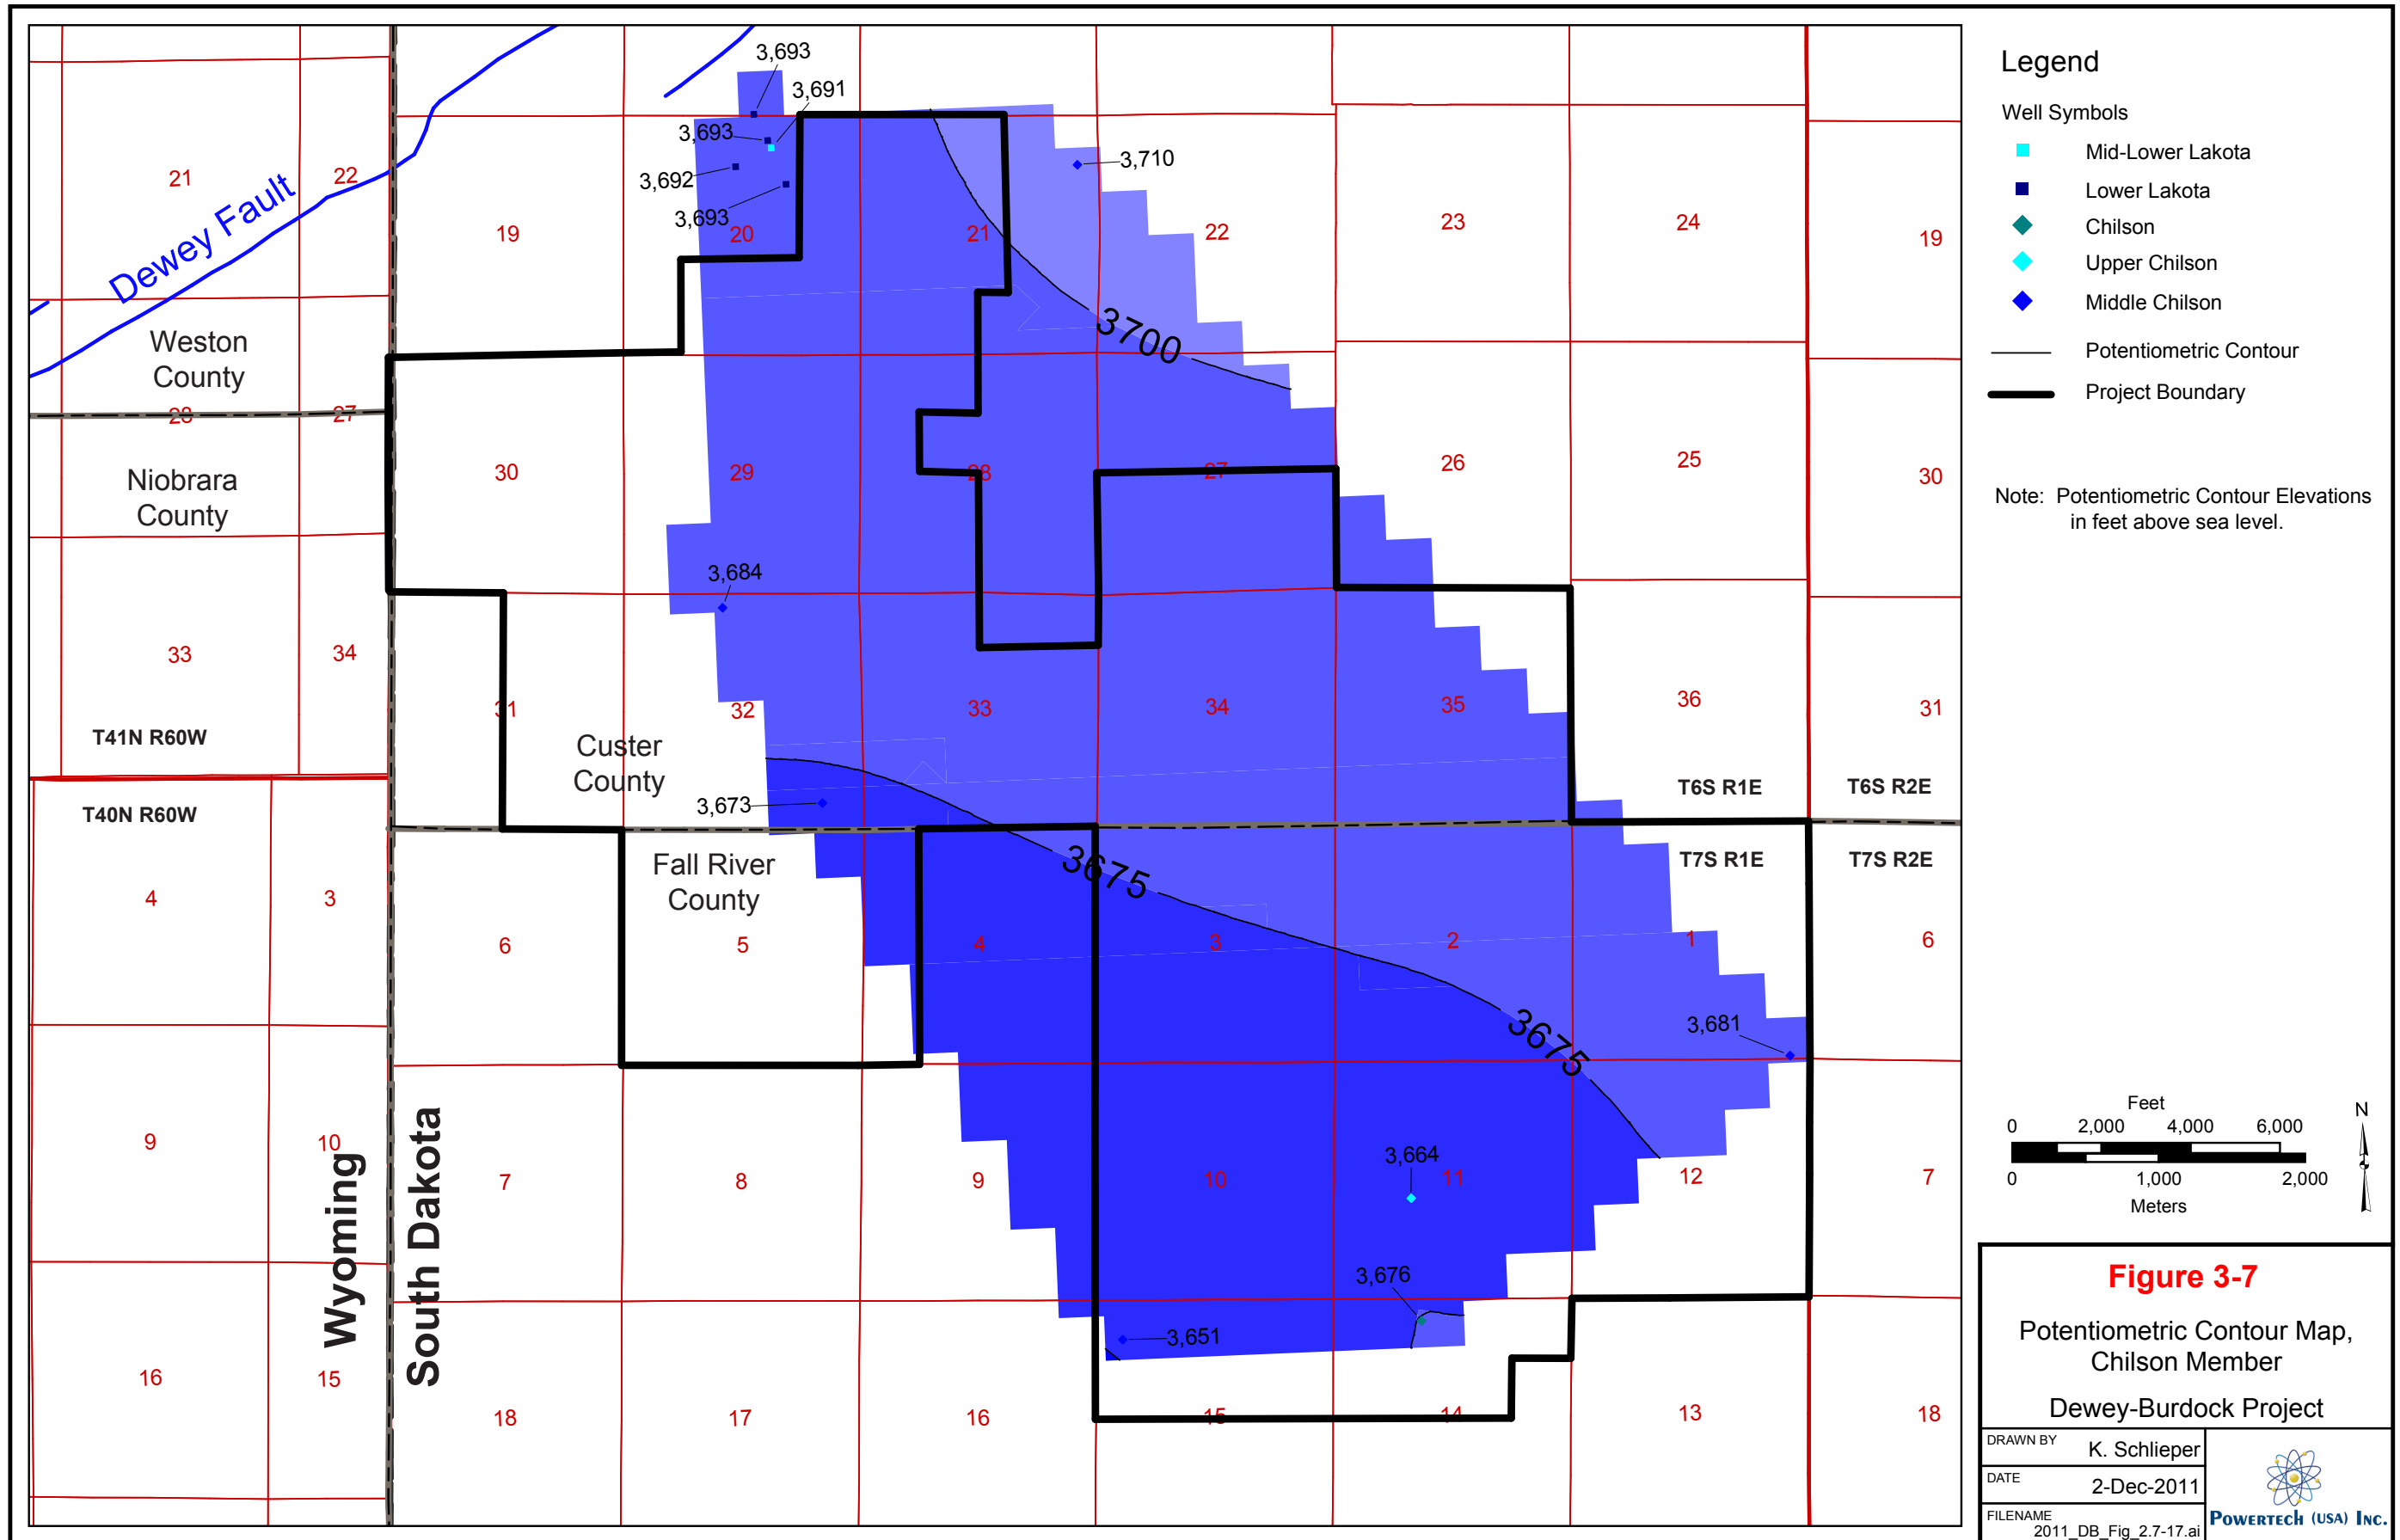 3,693
3,691
3,693
3,710
3,692
3,693
21
22
19
20
21
22
23
24
19
Dewey Fault
3700
Weston
County
28
27
Niobrara
County
30
29
28
27
26
25
30
3,684
33
34
31
32
33
34
35
36
31
T41N R60W
Custer
County
T6S R1E
T6S R2E
T40N R60W
3,673
Fall River
County
3675
T7S R1E
T7S R2E
4
3
6
5
4
3
2
1
6
3675
3,681
9
10
7
8
9
10
3,664
11
12
7
Wyoming
South Dakota
3,676
3,651
16
15
18
17
16
15
14
13
18
Legend
Well Symbols
Mid-Lower Lakota
Lower Lakota
Chilson
Upper Chilson
Middle Chilson
Potentiometric Contour
Project Boundary
Note: Potentiometric Contour Elevations
in feet above sea level.
Feet
0 2,000 4,000 6,000
0 1,000 2,000
Meters
N
Figure 3-7
Potentiometric Contour Map,
Chilson Member
Dewey-Burdock Project
DRAWN BY K. Schlieper
DATE 2-Dec-2011
FILENAME 2011_DB_Fig_2.7-17.ai
POWERTECH (USA) INC.